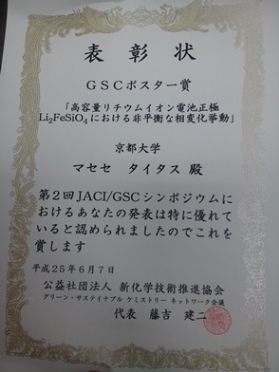 表彰状
GSCポスター賞
『高容量リチウムイオン電池正極
Li₂FeSiO₄における非平衡な相変化挙動』
京都大学
マセセ タイタス 殿
第2回JACI/GSCシンポジウムに
おけるあなたの発表は特に優れて
いると認められましたのでこれを
賞します
平成25年6月7日
公益社団法人 新化学技術推進協会
グリーン・サステイナブル ケミストリー ネットワーク会議
代表 藤吉 建二